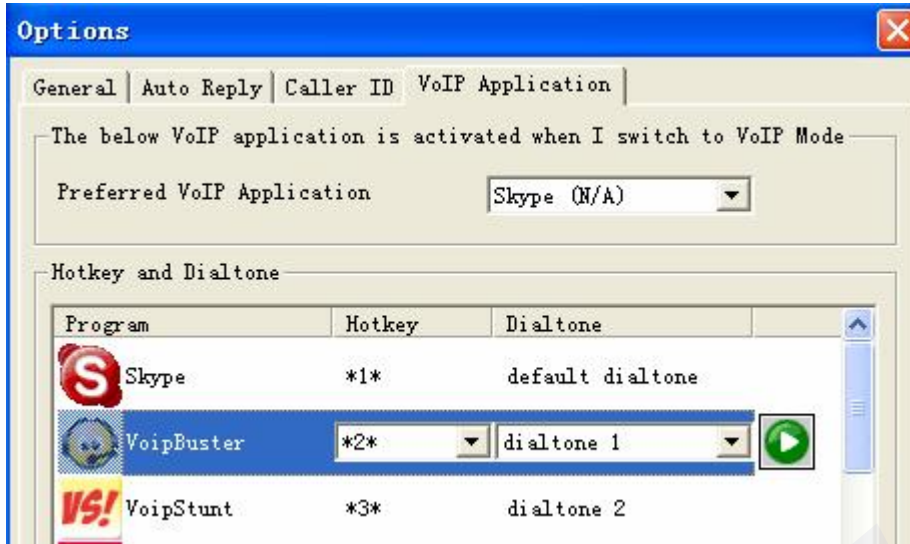 Options
General Auto Reply Caller ID VoIP Application
The below VoIP application is activated when I switch to VoIP Mode
Preferred VoIP Application Skype (N/A)
Hotkey and Dialtone
Program Hotkey Dialtone
S Skype *1* default dialtone
VoipBuster *2* dialtone 1
VS! VoipStunt *3* dialtone 2